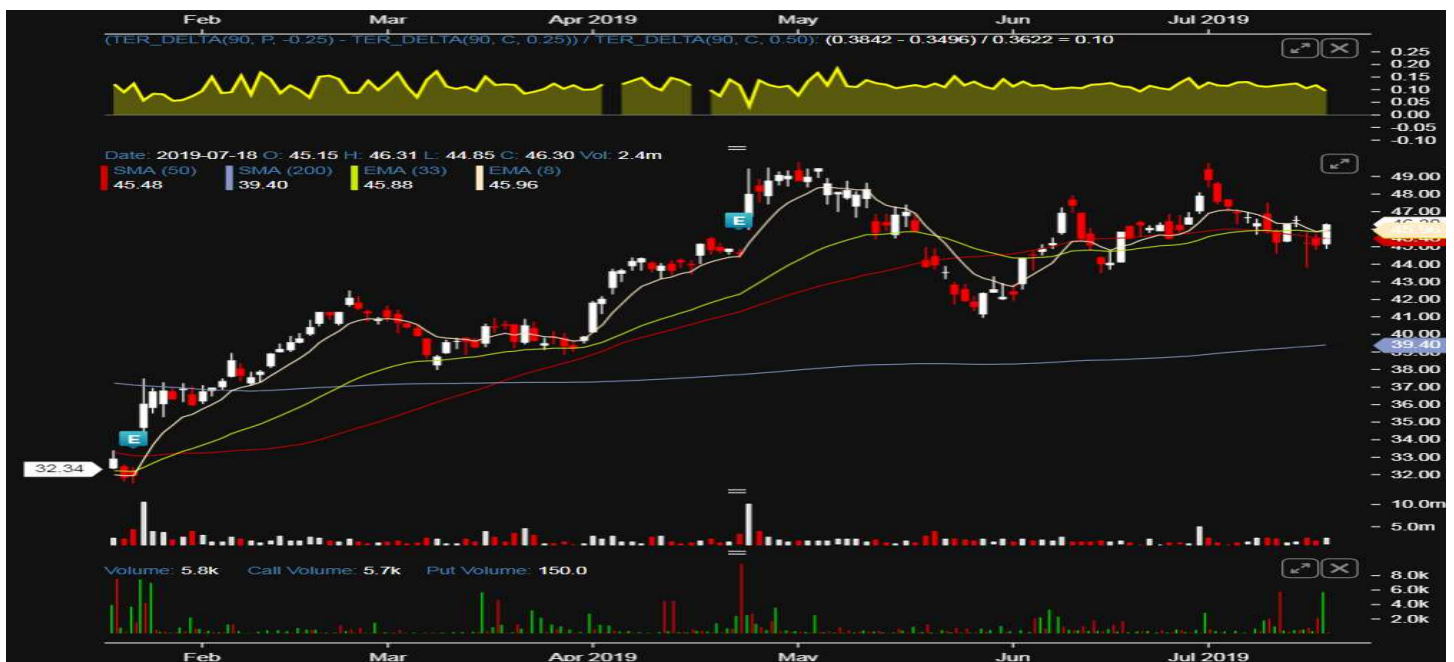 Feb Mar Apr 2019 May Jun Jul 2019
(TER_DELTA(90, P, -0.25) - TER_DELTA(90, C, 0.25)) / TER_DELTA(90, C, 0.50): (0.3842 - 0.3496) / 0.3622 = 0.10
0.25
0.20
0.15
0.10
0.05
0.00
-0.05
-0.10
Date: 2019-07-18 O: 45.15 H: 46.31 L: 44.85 C: 46.30 Vol: 2.4m
SMA (50) SMA (200) EMA (33) EMA (8)
45.48 39.40 45.88 45.96
49.00
48.00
47.00
45.96
45.00
44.00
43.00
42.00
41.00
40.00
39.40
39.00
38.00
37.00
36.00
35.00
34.00
33.00
32.00
E
E
32.34
10.0m
5.0m
Volume: 5.8k Call Volume: 5.7k Put Volume: 150.0
8.0k
6.0k
4.0k
2.0k
Feb Mar Apr 2019 May Jun Jul 2019